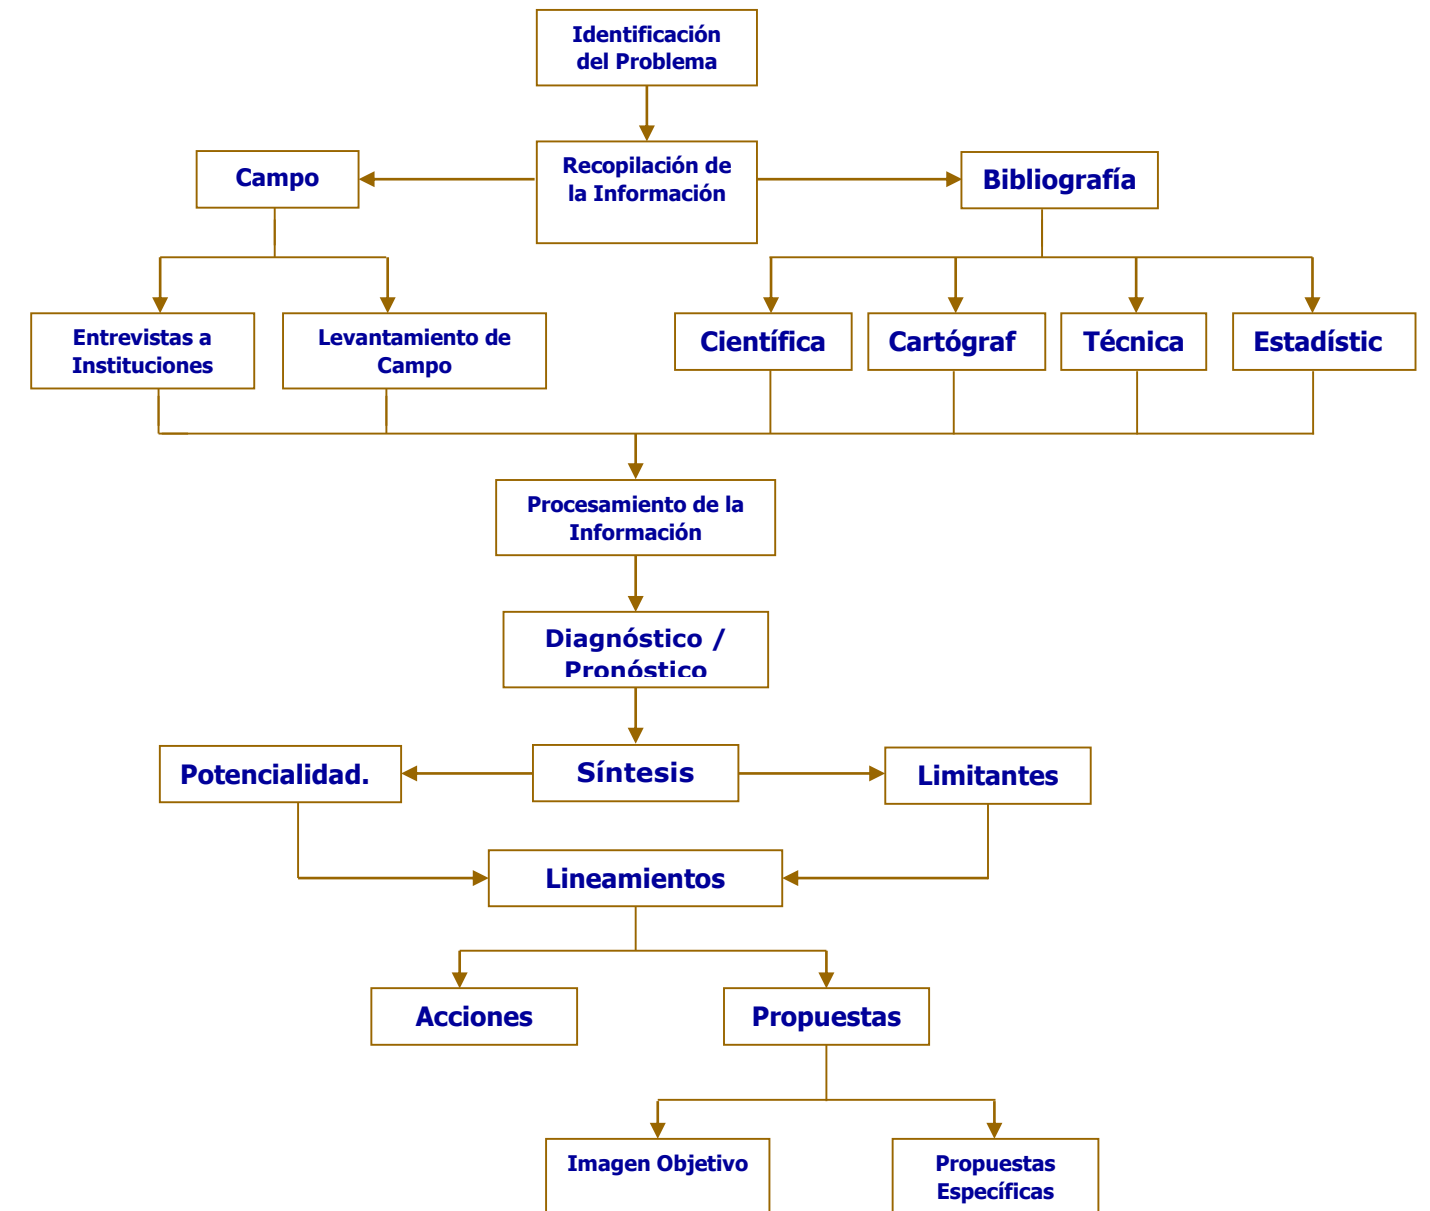 Identificación
del Problema
Campo
Recopilación de
la Información
Bibliografía
Entrevistas a
Instituciones
Levantamiento de
Campo
Científica
Cartógraf
Técnica
Estadístic
Procesamiento de la
Información
Diagnóstico /
Pronóstico
Potencialidad.
Síntesis
Limitantes
Lineamientos
Acciones
Propuestas
Imagen Objetivo
Propuestas
Específicas